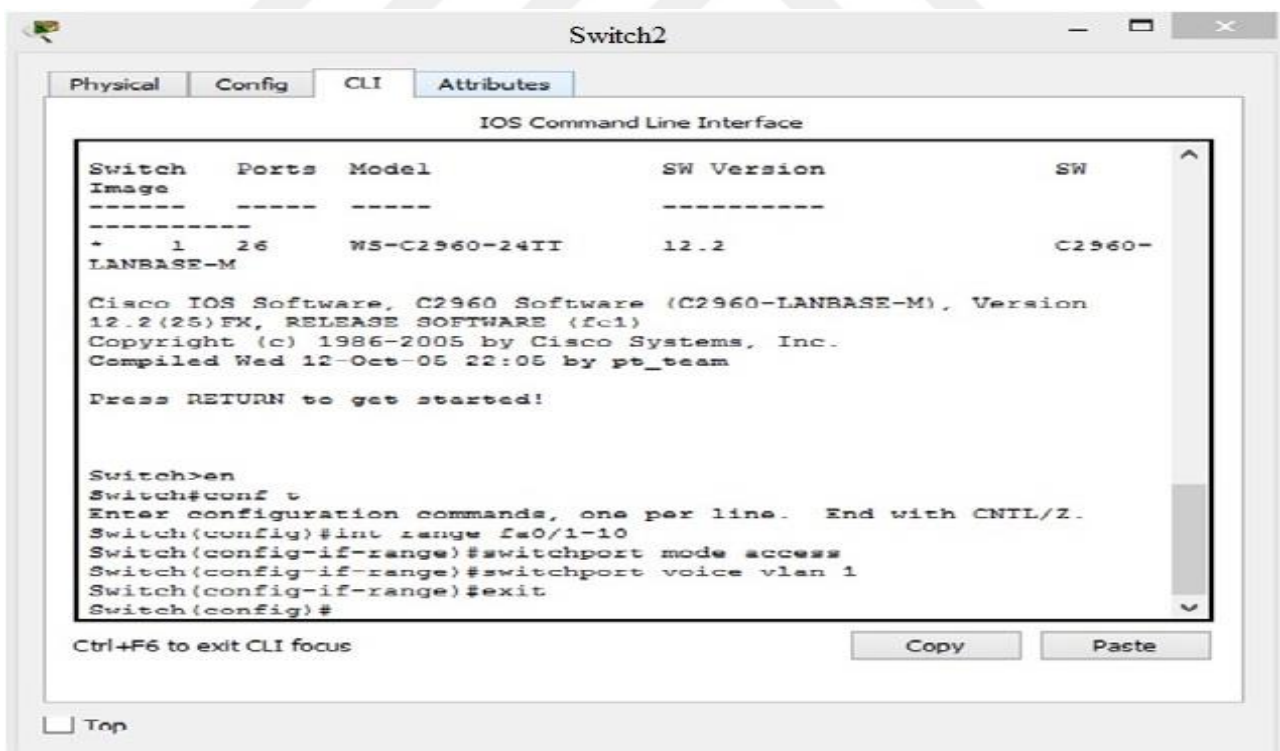 Switch2
Physical Config CLI Attributes
IOS Command Line Interface
Switch Ports Model SW Version SW
Image
------ ----- ----- ----------
----------
* 1 26 WS-C2960-24TT 12.2 C2960-
LANBASE-M
Cisco IOS Software, C2960 Software (C2960-LANBASE-M), Version
12.2(25)FX, RELEASE SOFTWARE (fc1)
Copyright (c) 1986-2005 by Cisco Systems, Inc.
Compiled Wed 12-Oct-05 22:05 by pt_team
Press RETURN to get started!
Switch>en
Switch#conf t
Enter configuration commands, one per line. End with CNTL/Z.
Switch(config)#int range fa0/1-10
Switch(config-if-range)#switchport mode access
Switch(config-if-range)#switchport voice vlan 1
Switch(config-if-range)#exit
Switch(config)#
Ctrl+F6 to exit CLI focus Copy Paste
Top